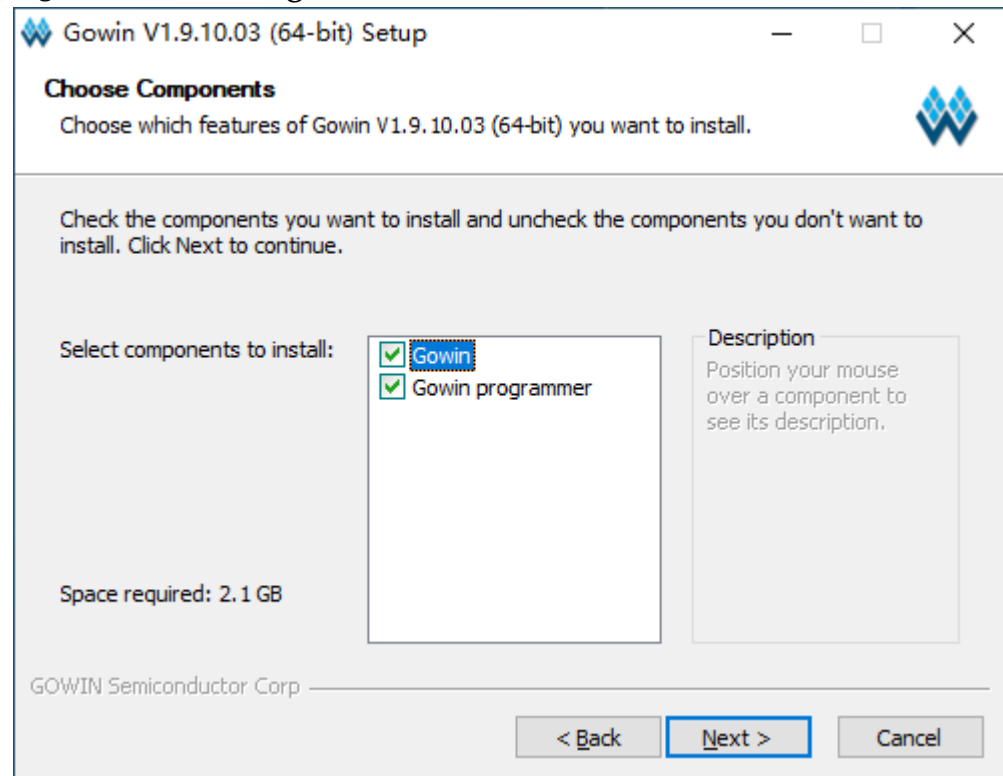 Gowin V1.9.10.03 (64-bit) Setup
Choose Components
Choose which features of Gowin V1.9.10.03 (64-bit) you want to install.
Check the components you want to install and uncheck the components you don't want to
install. Click Next to continue.
Select components to install:
Gowin
Gowin programmer
Description
Position your mouse
over a component to
see its description.
Space required: 2.1 GB
GOWIN Semiconductor Corp
< Back
Next >
Cancel